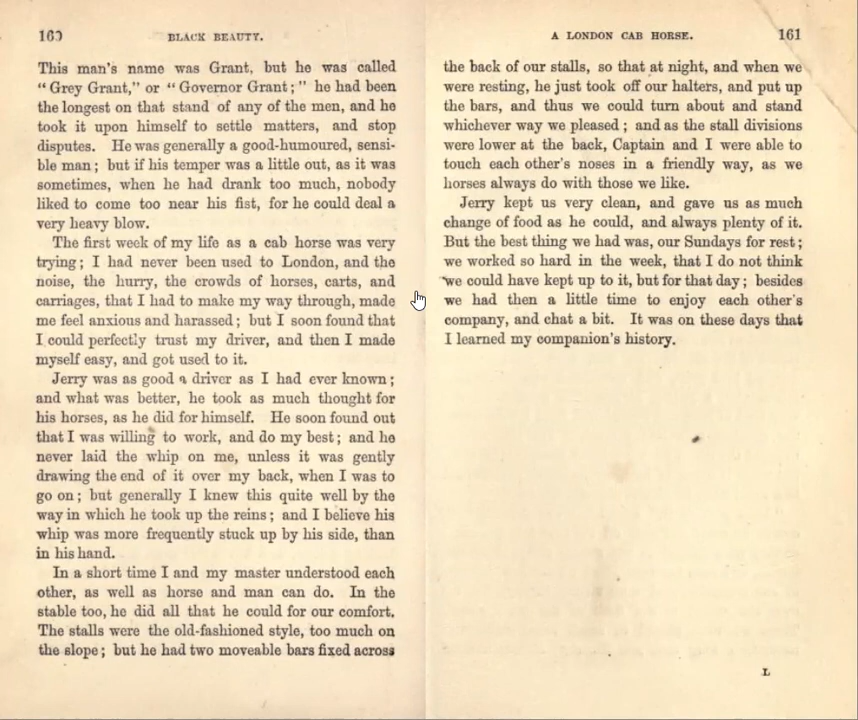 160 BLACK BEAUTY.
This man's name was Grant, but he was called
“ Grey Grant,” or “ Governor Grant ; ” he had been
the longest on that stand of any of the men, and he
took it upon himself to settle matters, and stop
disputes. He was generally a good-humoured, sensi-
ble man ; but if his temper was a little out, as it was
sometimes, when he had drank too much, nobody
liked to come too near his fist, for he could deal a
very heavy blow.
The first week of my life as a cab horse was very
trying ; I had never been used to London, and the
noise, the hurry, the crowds of horses, carts, and
carriages, that I had to make my way through, made
me feel anxious and harassed ; but I soon found that
I could perfectly trust my driver, and then I made
myself easy, and got used to it.
Jerry was as good a driver as I had ever known ;
and what was better, he took as much thought for
his horses, as he did for himself. He soon found out
that I was willing to work, and do my best ; and he
never laid the whip on me, unless it was gently
drawing the end of it over my back, when I was to
go on ; but generally I knew this quite well by the
way in which he took up the reins ; and I believe his
whip was more frequently stuck up by his side, than
in his hand.
In a short time I and my master understood each
other, as well as horse and man can do. In the
stable too, he did all that he could for our comfort.
The stalls were the old-fashioned style, too much on
the slope ; but he had two moveable bars fixed across
A LONDON CAB HORSE. 161
the back of our stalls, so that at night, and when we
were resting, he just took off our halters, and put up
the bars, and thus we could turn about and stand
whichever way we pleased ; and as the stall divisions
were lower at the back, Captain and I were able to
touch each other's noses in a friendly way, as we
horses always do with those we like.
Jerry kept us very clean, and gave us as much
change of food as he could, and always plenty of it.
But the best thing we had was, our Sundays for rest ;
we worked so hard in the week, that I do not think
we could have kept up to it, but for that day ; besides
we had then a little time to enjoy each other's
company, and chat a bit. It was on these days that
I learned my companion's history.
L